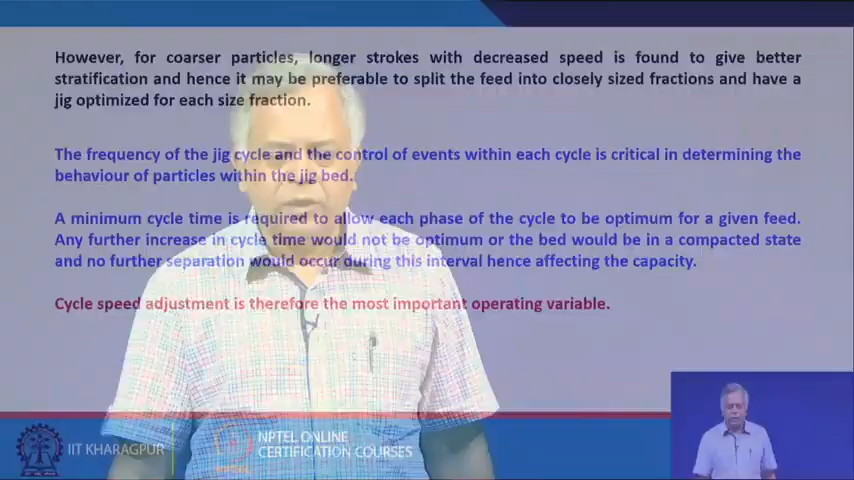 However, for coarser particles, longer strokes with decreased speed is found to give better
stratification and hence it may be preferable to split the feed into closely sized fractions and have a
jig optimized for each size fraction.
The frequency of the jig cycle and the control of events within each cycle is critical in determining the
behaviour of particles within the jig bed.
A minimum cycle time is required to allow each phase of the cycle to be optimum for a given feed.
Any further increase in cycle time would not be optimum or the bed would be in a compacted state
and no further separation would occur during this interval hence affecting the capacity.
Cycle speed adjustment is therefore the most important operating variable.
IIT KHARAGPUR
NPTEL ONLINE
CERTIFICATION COURSES